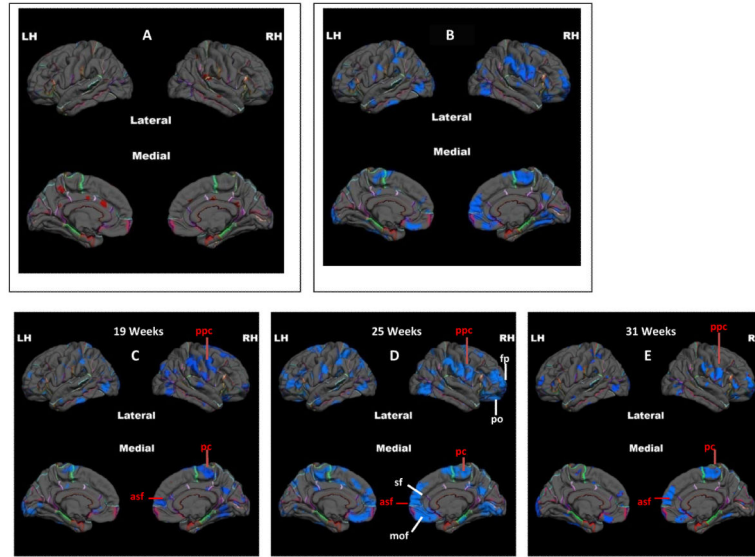 LH A RH
Lateral
Medial
LH B RH
Lateral
Medial
LH 19 Weeks RH
C
ppc
Lateral
Medial
pc
asf
LH 25 Weeks RH
D
ppc
fp
po
Lateral
Medial
pc
sf
asf
mof
LH 31 Weeks
E
ppc
Lateral
Medial
pc
asf